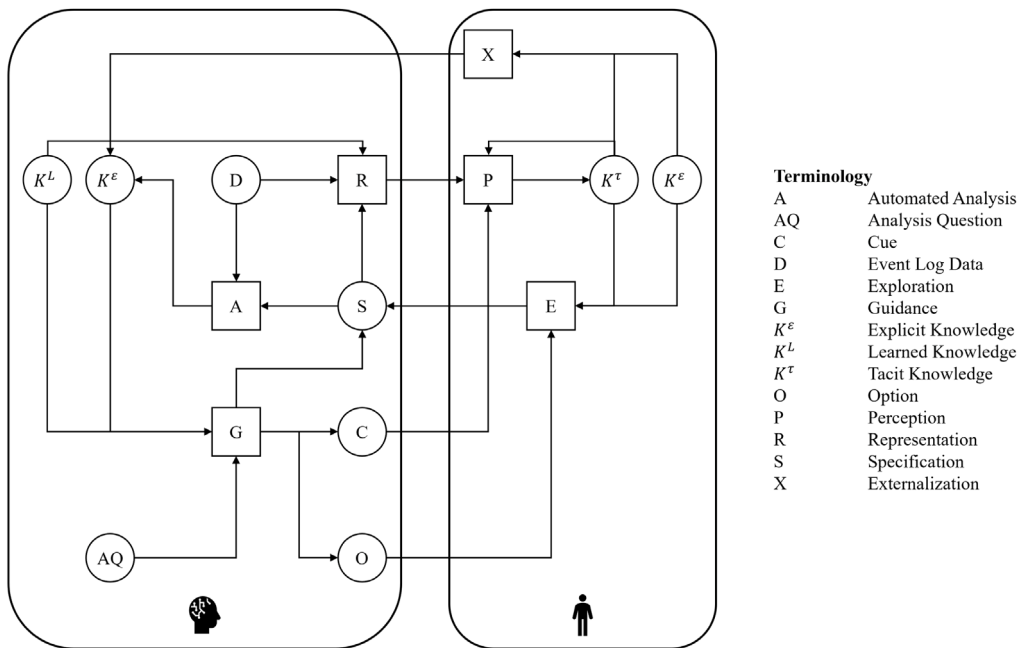 X
K^L
K^ε
D
R
P
K^τ
K^ε
A
S
E
G
C
AQ
O
Terminology
A Automated Analysis
AQ Analysis Question
C Cue
D Event Log Data
E Exploration
G Guidance
K^ε Explicit Knowledge
K^L Learned Knowledge
K^τ Tacit Knowledge
O Option
P Perception
R Representation
S Specification
X Externalization